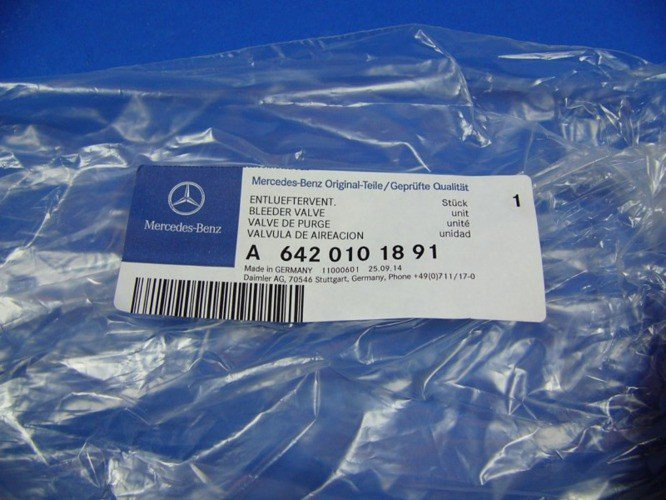 Mercedes-Benz
Mercedes-Benz Original-Teile/Geprüfte Qualität
ENTLUEFTERVENT. Stück 1
BLEEDER VALVE unit
VALVE DE PURGE unité
VALVULA DE AIREACION unidad
A 642 010 18 91
Made in GERMANY 11000601 25.09.14
Daimler AG, 70546 Stuttgart, Germany, Phone +49(0)711/17-0